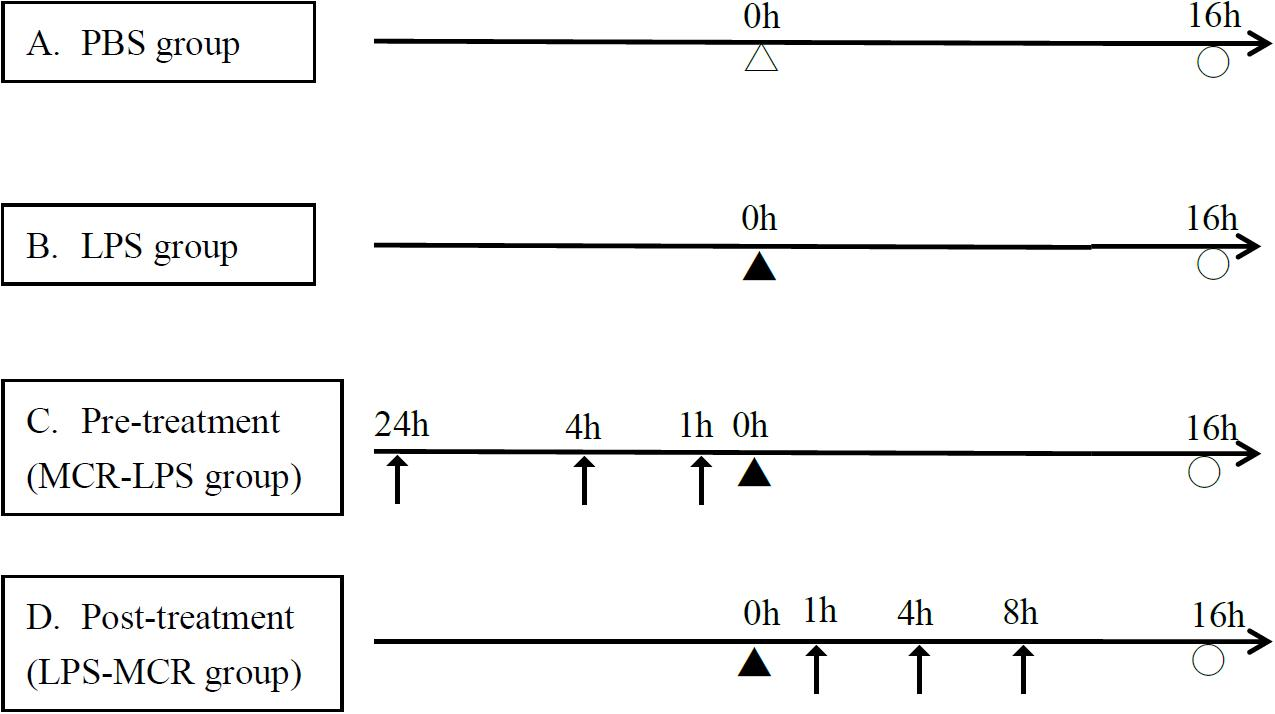 A. PBS group
0h
16h
B. LPS group
0h
16h
C. Pre-treatment
(MCR-LPS group)
24h
4h
1h
0h
16h
D. Post-treatment
(LPS-MCR group)
0h
1h
4h
8h
16h